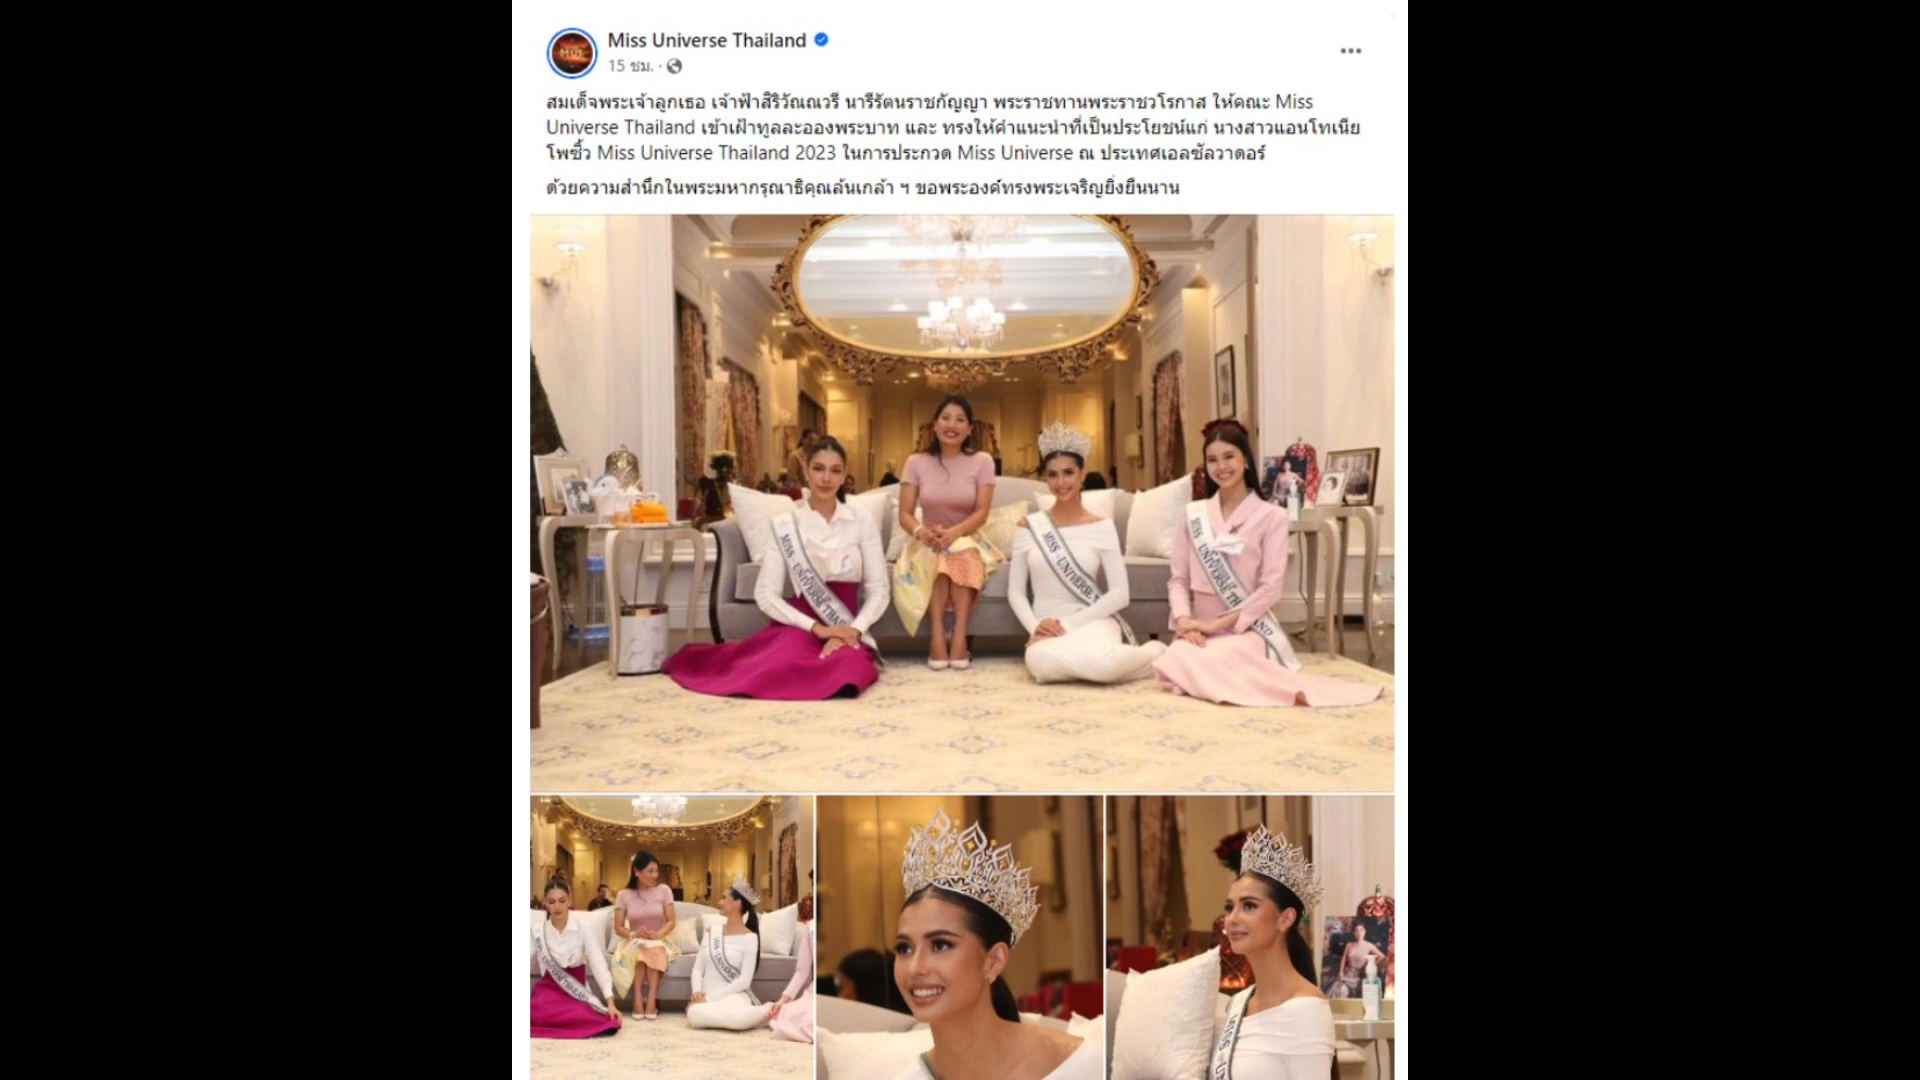 Miss Universe Thailand
15 ชม.
สมเด็จพระเจ้าลูกเธอ เจ้าฟ้าสิริวัณณวรี นารีรัตนราชกัญญา พระราชทานพระราชวโรกาส ให้คณะ Miss
Universe Thailand เข้าเฝ้าทูลละอองพระบาท และ ทรงให้คำแนะนำที่เป็นประโยชน์แก่ นางสาวแอนโทเนีย
โพซิ้ว Miss Universe Thailand 2023 ในการประกวด Miss Universe ณ ประเทศเอลซัลวาดอร์
ด้วยความสำนึกในพระมหากรุณาธิคุณล้นเกล้า ฯ ขอพระองค์ทรงพระเจริญยิ่งยืนนาน
MISS UNIVERSE THAI
MISS UNIVERSE
MISS UNIVERSE TH
AND